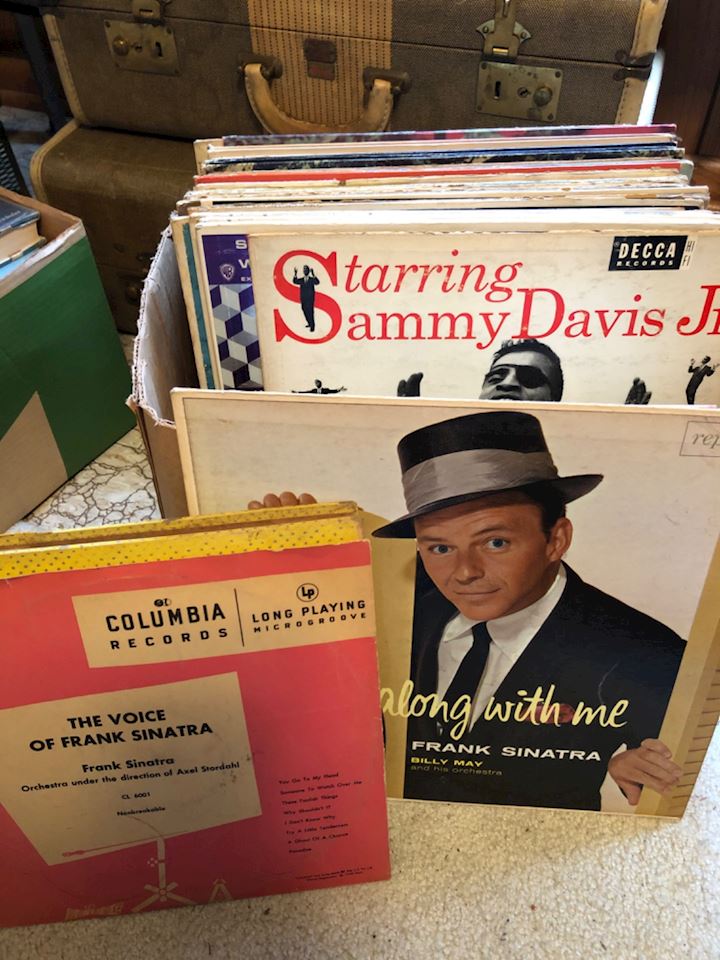 S
W
EX
DECCA
RECORDS
HI
FI
Starring
Sammy Davis
along with me
FRANK SINATRA
BILLY MAY
and his orchestra
COLUMBIA
RECORDS
Lp
LONG PLAYING
MICROGROOVE
THE VOICE
OF FRANK SINATRA
Frank Sinatra
Orchestra under the direction of Axel Stordahl
CL 6001
Nonbreakable
You Go To My Head
Someone To Watch Over Me
These Foolish Things
Why Shouldn't I?
I Don't Know Why
Try A Little Tenderness
A Ghost Of A Chance
Paradise